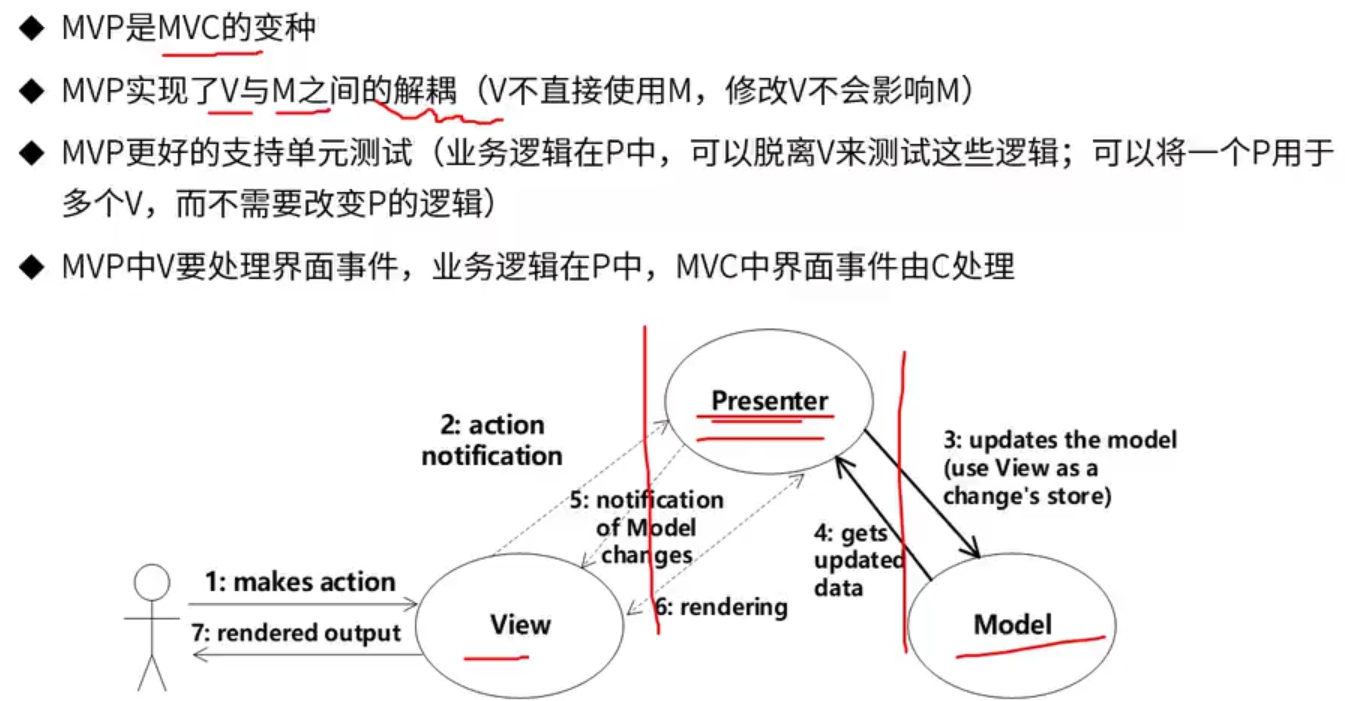 ◆ MVP是MVC的变种
◆ MVP实现了V与M之间的解耦（V不直接使用M，修改V不会影响M）
◆ MVP更好的支持单元测试（业务逻辑在P中，可以脱离V来测试这些逻辑；可以将一个P用于
多个V，而不需要改变P的逻辑）
◆ MVP中V要处理界面事件，业务逻辑在P中，MVC中界面事件由C处理
Presenter
2: action
notification
3: updates the model
(use View as a
change's store)
5: notification
of Model
changes
4: gets
updated
data
1: makes action
6: rendering
7: rendered output
View
Model